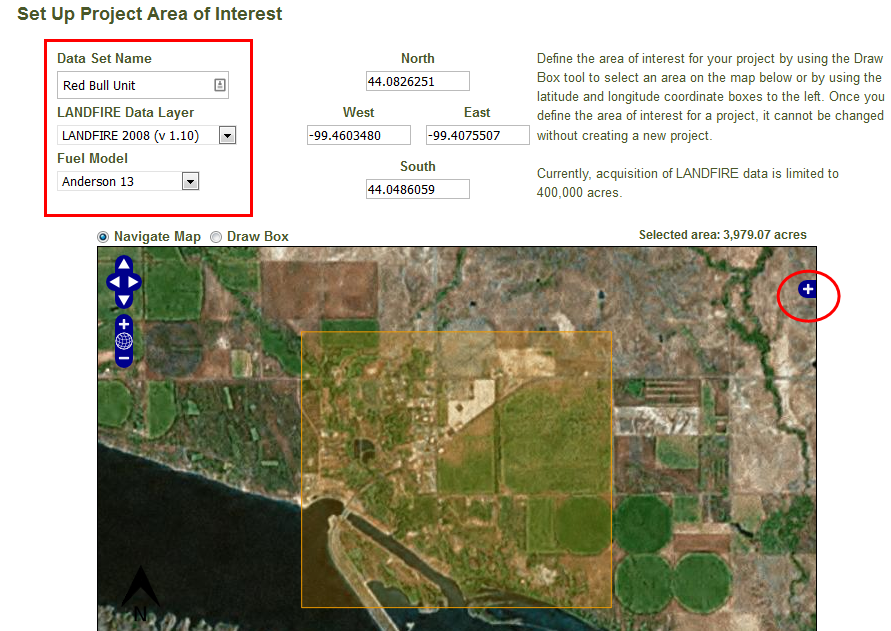 Set Up Project Area of Interest
Data Set Name
Red Bull Unit
LANDFIRE Data Layer
LANDFIRE 2008 (v 1.10)
Fuel Model
Anderson 13
North
44.0826251
West
East
-99.4603480
-99.4075507
South
44.0486059
Define the area of interest for your project by using the Draw
Box tool to select an area on the map below or by using the
latitude and longitude coordinate boxes to the left. Once you
define the area of interest for a project, it cannot be changed
without creating a new project.
Currently, acquisition of LANDFIRE data is limited to
400,000 acres.
Navigate Map
Draw Box
Selected area: 3,979.07 acres
N